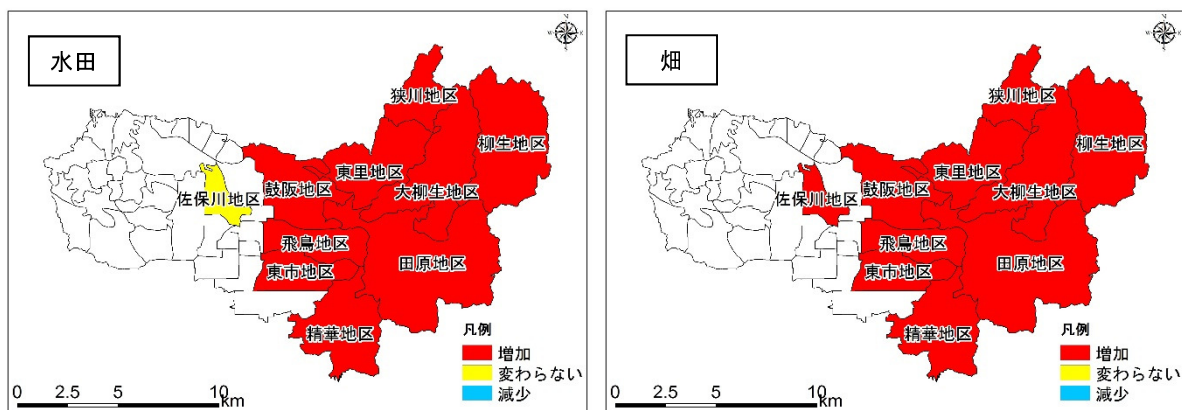 水田
N
W
E
S
狭川地区
柳生地区
東里地区
鼓阪地区
大柳生地区
佐保川地区
飛鳥地区
東市地区
田原地区
精華地区
凡例
増加
変わらない
減少
0 2.5 5 10
km
畑
N
W
E
S
狭川地区
柳生地区
東里地区
鼓阪地区
大柳生地区
佐保川地区
飛鳥地区
東市地区
田原地区
精華地区
凡例
増加
変わらない
減少
0 2.5 5 10
km